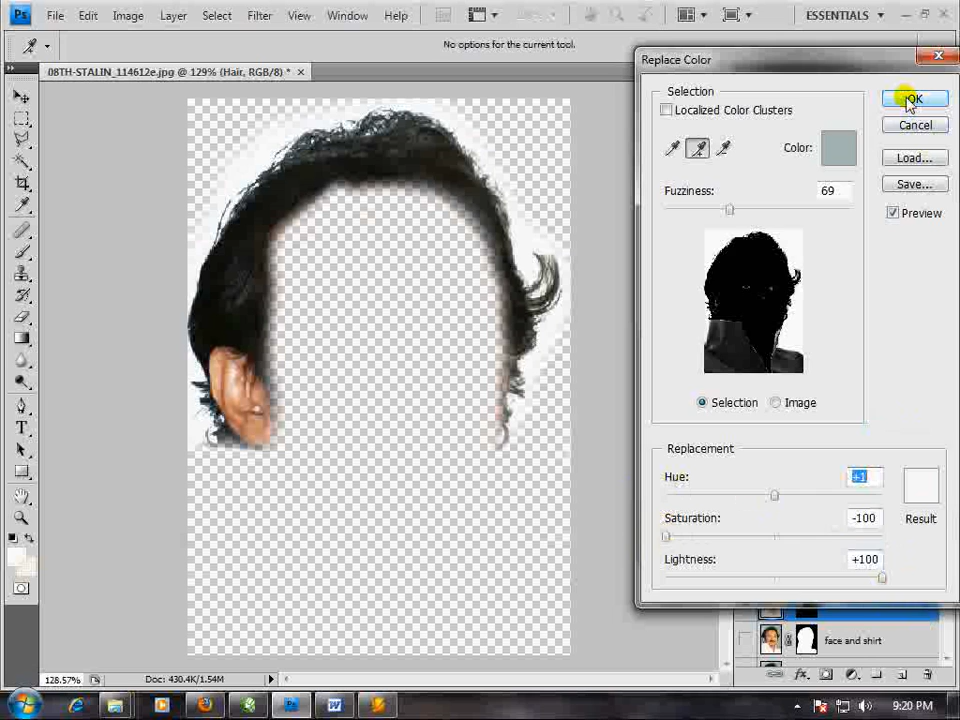 Ps File Edit Image Layer Select Filter View Window Help ESSENTIALS
No options for the current tool.
08TH-STALIN_114612e.jpg @ 129% (Hair, RGB/8) *
Replace Color
Selection
Localized Color Clusters
Color:
Fuzziness: 69
Selection Image
OK
Cancel
Load...
Save...
Preview
Replacement
Hue: +1
Saturation: -100
Result
Lightness: +100
face and shirt
T
128.57% Doc: 430.4K/1.54M
Ps W
9:20 PM